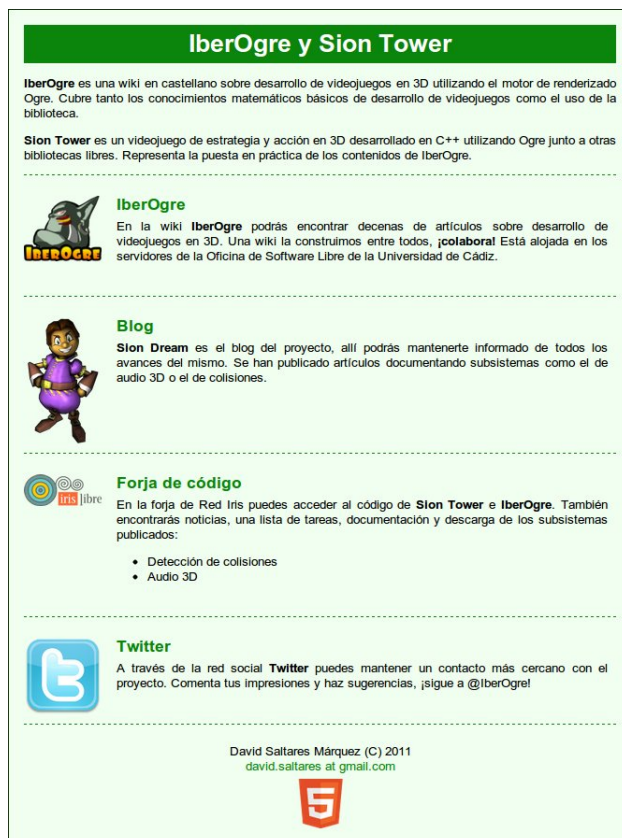 IberOgre y Sion Tower
IberOgre es una wiki en castellano sobre desarrollo de videojuegos en 3D utilizando el motor de renderizado
Ogre. Cubre tanto los conocimientos matemáticos básicos de desarrollo de videojuegos como el uso de la
biblioteca.
Sion Tower es un videojuego de estrategia y acción en 3D desarrollado en C++ utilizando Ogre junto a otras
bibliotecas libres. Representa la puesta en práctica de los contenidos de IberOgre.
IberOgre
IberOgre
En la wiki IberOgre podrás encontrar decenas de artículos sobre desarrollo de
videojuegos en 3D. Una wiki la construimos entre todos, ¡colabora! Está alojada en los
servidores de la Oficina de Software Libre de la Universidad de Cádiz.
Blog
Sion Dream es el blog del proyecto, allí podrás mantenerte informado de todos los
avances del mismo. Se han publicado artículos documentando subsistemas como el de
audio 3D o el de colisiones.
iris libre
Forja de código
En la forja de Red Iris puedes acceder al código de Sion Tower e IberOgre. También
encontrarás noticias, una lista de tareas, documentación y descarga de los subsistemas
publicados:
• Detección de colisiones
• Audio 3D
t
Twitter
A través de la red social Twitter puedes mantener un contacto más cercano con el
proyecto. Comenta tus impresiones y haz sugerencias, ¡sigue a @IberOgre!
David Saltares Márquez (C) 2011
david.saltares at gmail.com
5